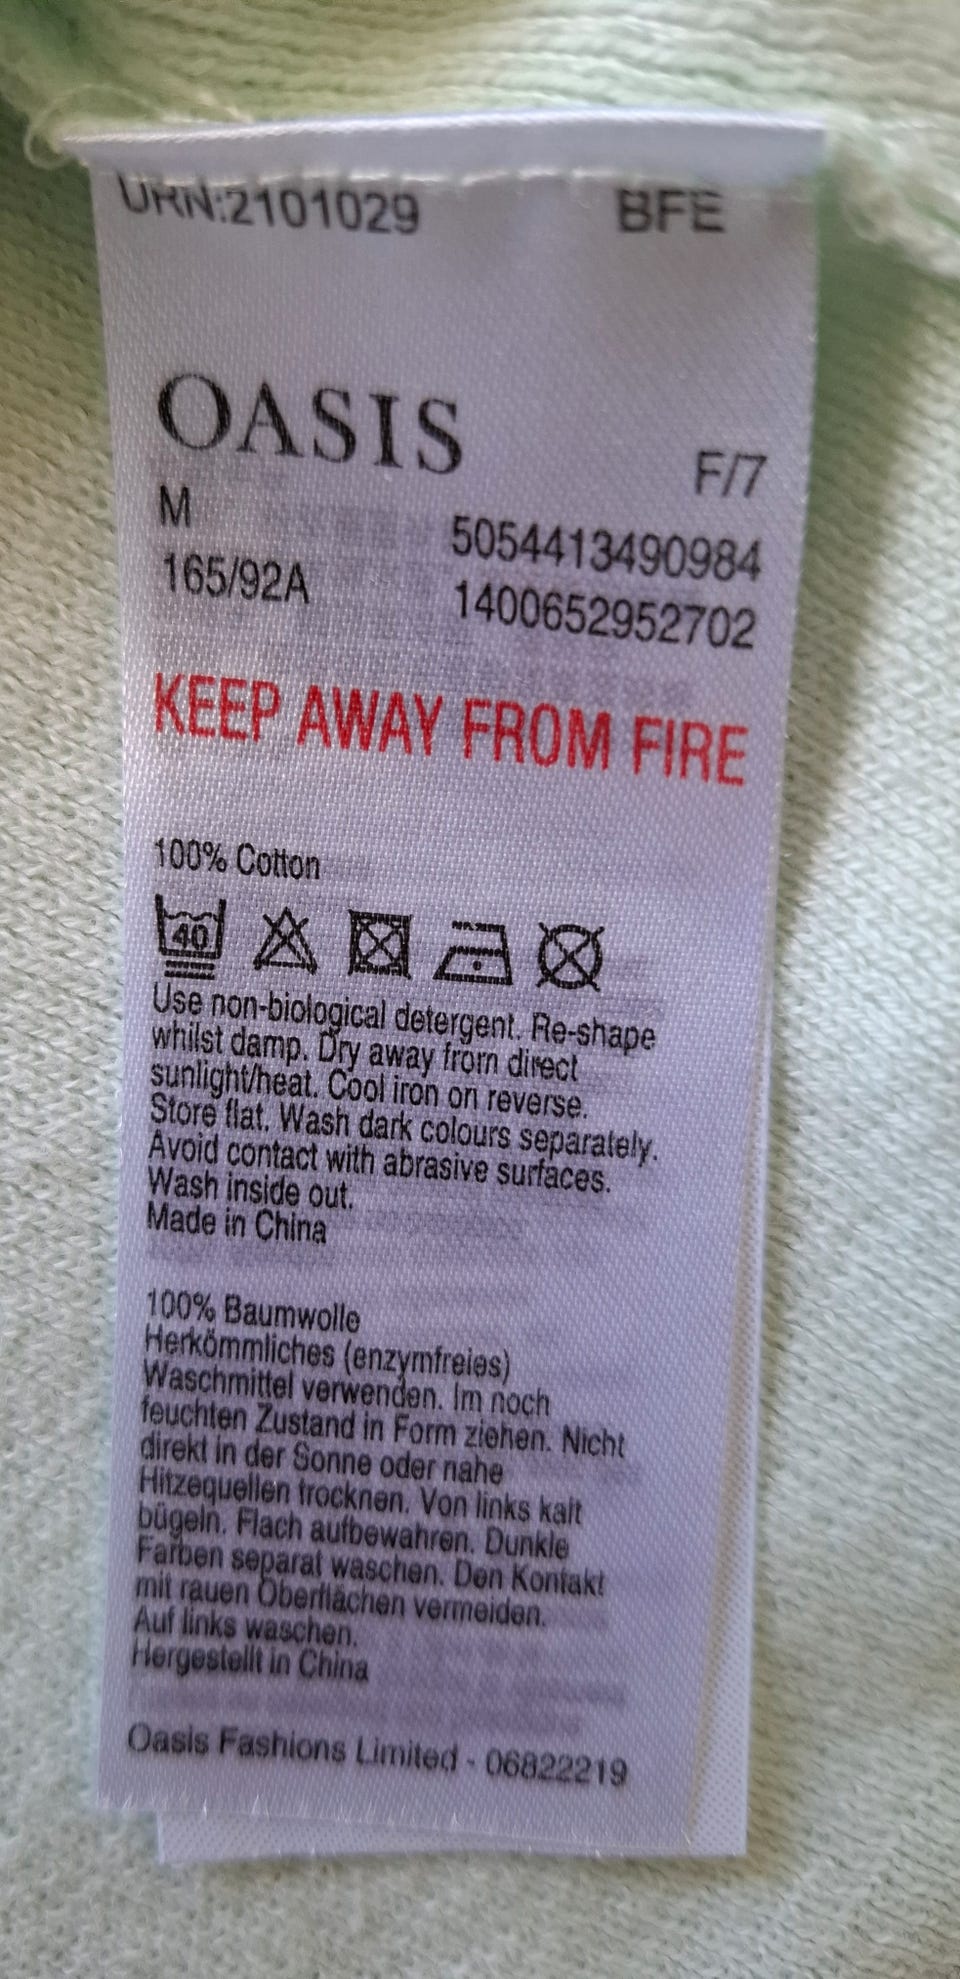 URN:2101029 BFE
OASIS
F/7
M 5054413490984
165/92A 1400652952702
KEEP AWAY FROM FIRE
100% Cotton
40
Use non-biological detergent. Re-shape
whilst damp. Dry away from direct
sunlight/heat. Cool iron on reverse.
Store flat. Wash dark colours separately.
Avoid contact with abrasive surfaces.
Wash inside out.
Made in China
100% Baumwolle
Herkömmliches (enzymfreies)
Waschmittel verwenden. Im noch
feuchten Zustand in Form ziehen. Nicht
direkt in der Sonne oder nahe
Hitzequellen trocknen. Von links kalt
bügeln. Flach aufbewahren. Dunkle
Farben separat waschen. Den Kontakt
mit rauen Oberflächen vermeiden.
Auf links waschen.
Hergestellt in China
Oasis Fashions Limited - 06822219